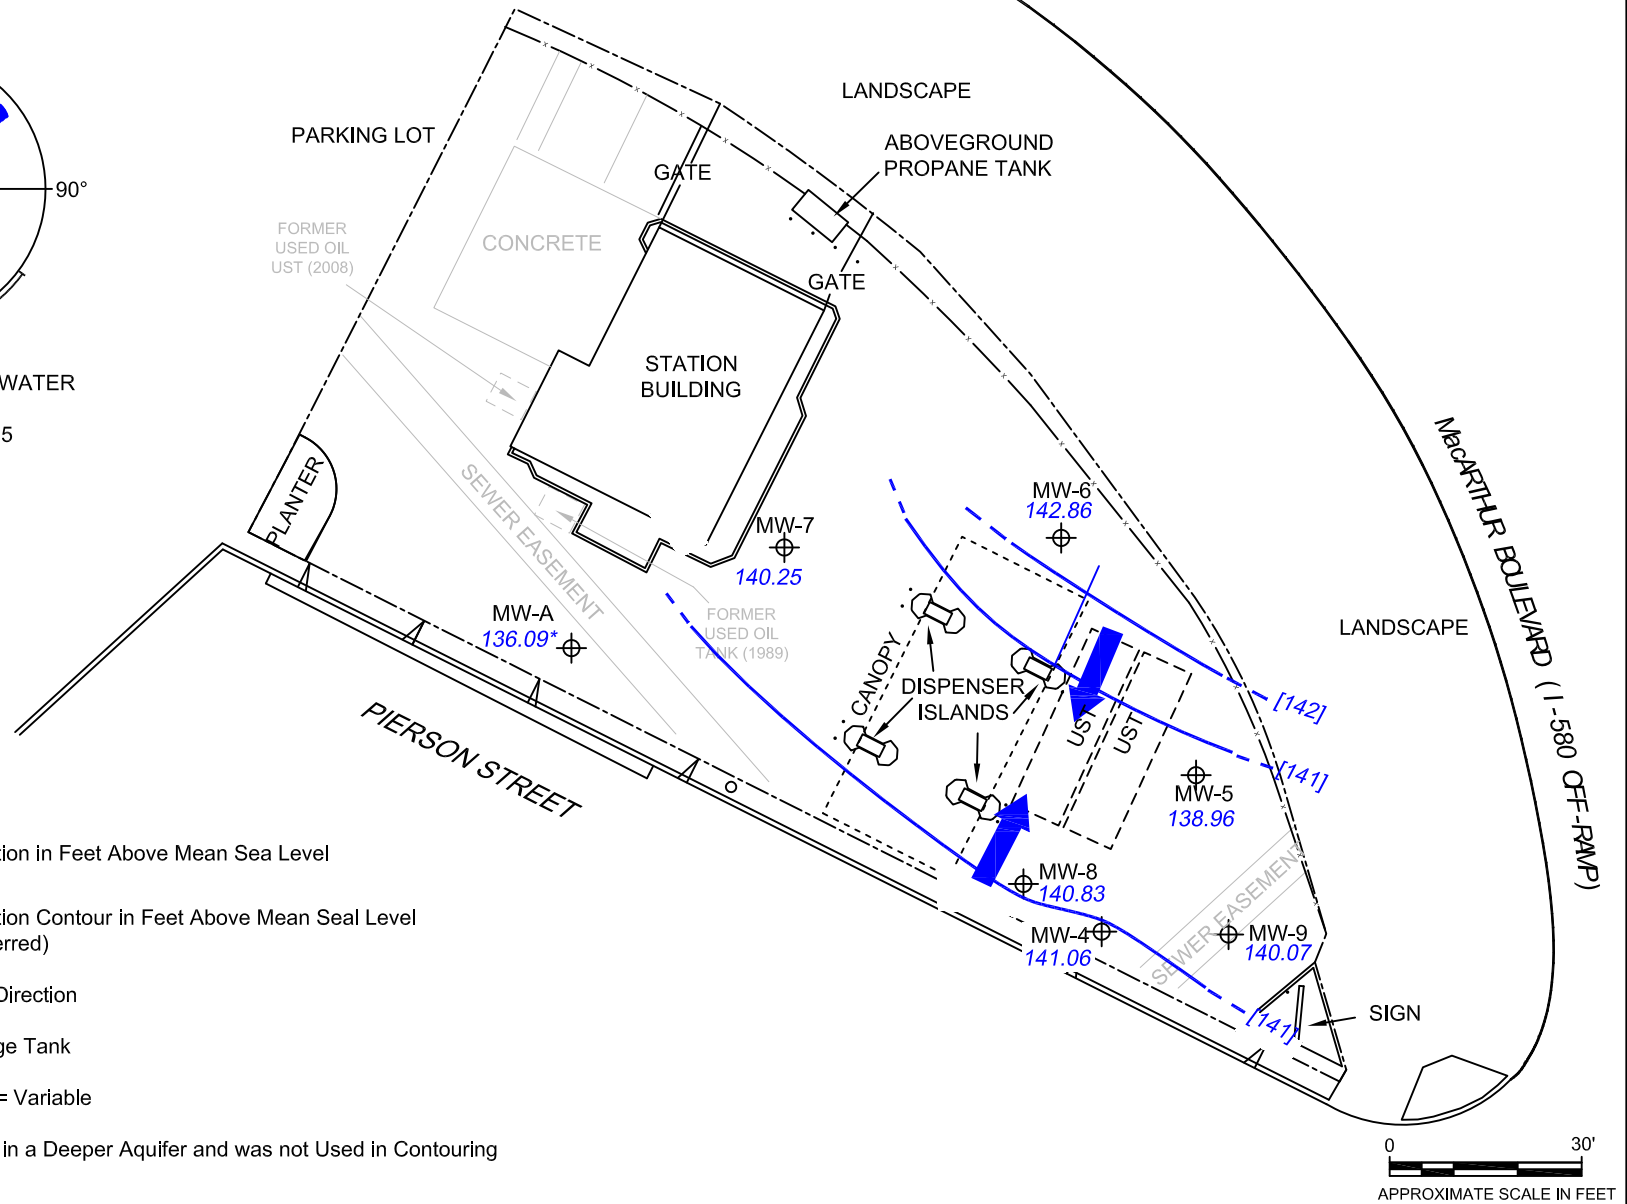 LANDSCAPE
PARKING LOT
ABOVEGROUND
PROPANE TANK
GATE
90°
FORMER
USED OIL
UST (2008)
CONCRETE
GATE
STATION
BUILDING
WATER
5
MacARTHUR BOULEVARD ( I-580 OFF-RAMP)
PLANTER
SEWER EASEMENT
MW-6
142.86
MW-7
140.25
MW-A
136.09*
FORMER
USED OIL
TANK (1989)
LANDSCAPE
CANOPY
DISPENSER
ISLANDS
UST
UST
[142]
[141]
PIERSON STREET
MW-5
138.96
tion in Feet Above Mean Sea Level
MW-8
140.83
SEWER EASEMENT
tion Contour in Feet Above Mean Seal Level
erred)
MW-4
141.06
MW-9
140.07
Direction
[141]
SIGN
ge Tank
= Variable
in a Deeper Aquifer and was not Used in Contouring
0 30'
APPROXIMATE SCALE IN FEET